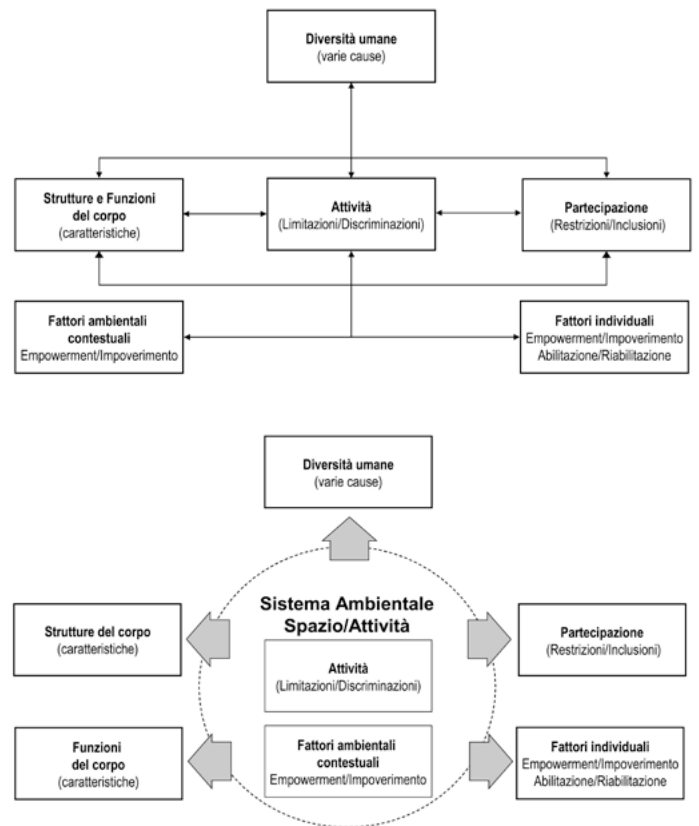 Diversità umane
(varie cause)
Strutture e Funzioni
del corpo
(caratteristiche)
Attività
(Limitazioni/Discriminazioni)
Partecipazione
(Restrizioni/Inclusioni)
Fattori ambientali
contestuali
Empowerment/Impoverimento
Fattori individuali
Empowerment/Impoverimento
Abilitazione/Riabilitazione
Diversità umane
(varie cause)
Sistema Ambientale
Spazio/Attività
Strutture del corpo
(caratteristiche)
Attività
(Limitazioni/Discriminazioni)
Partecipazione
(Restrizioni/Inclusioni)
Funzioni
del corpo
(caratteristiche)
Fattori ambientali
contestuali
Empowerment/Impoverimento
Fattori individuali
Empowerment/Impoverimento
Abilitazione/Riabilitazione